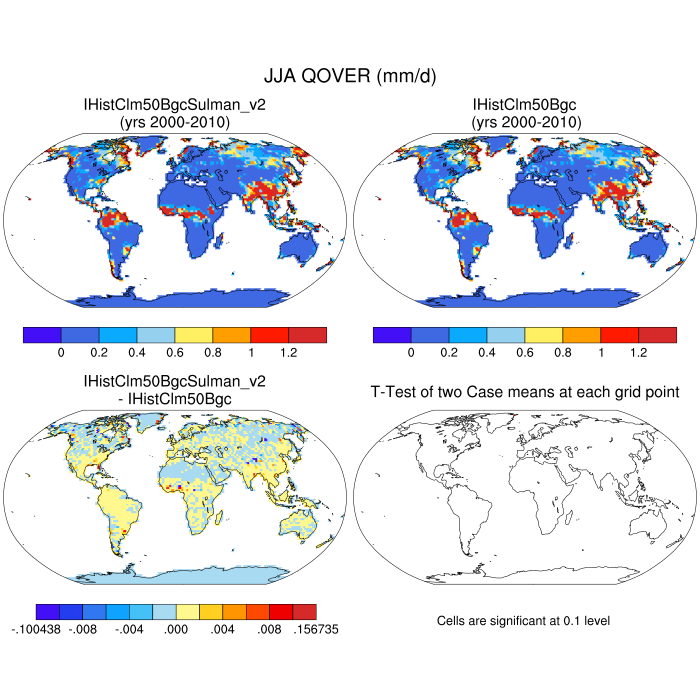 JJA QOVER (mm/d)
IHistClm50BgcSulman_v2
(yrs 2000-2010)
IHistClm50Bgc
(yrs 2000-2010)
0 0.2 0.4 0.6 0.8 1 1.2
0 0.2 0.4 0.6 0.8 1 1.2
IHistClm50BgcSulman_v2
- IHistClm50Bgc
T-Test of two Case means at each grid point
-.100438 -.008 -.004 .000 .004 .008 .156735
Cells are significant at 0.1 level